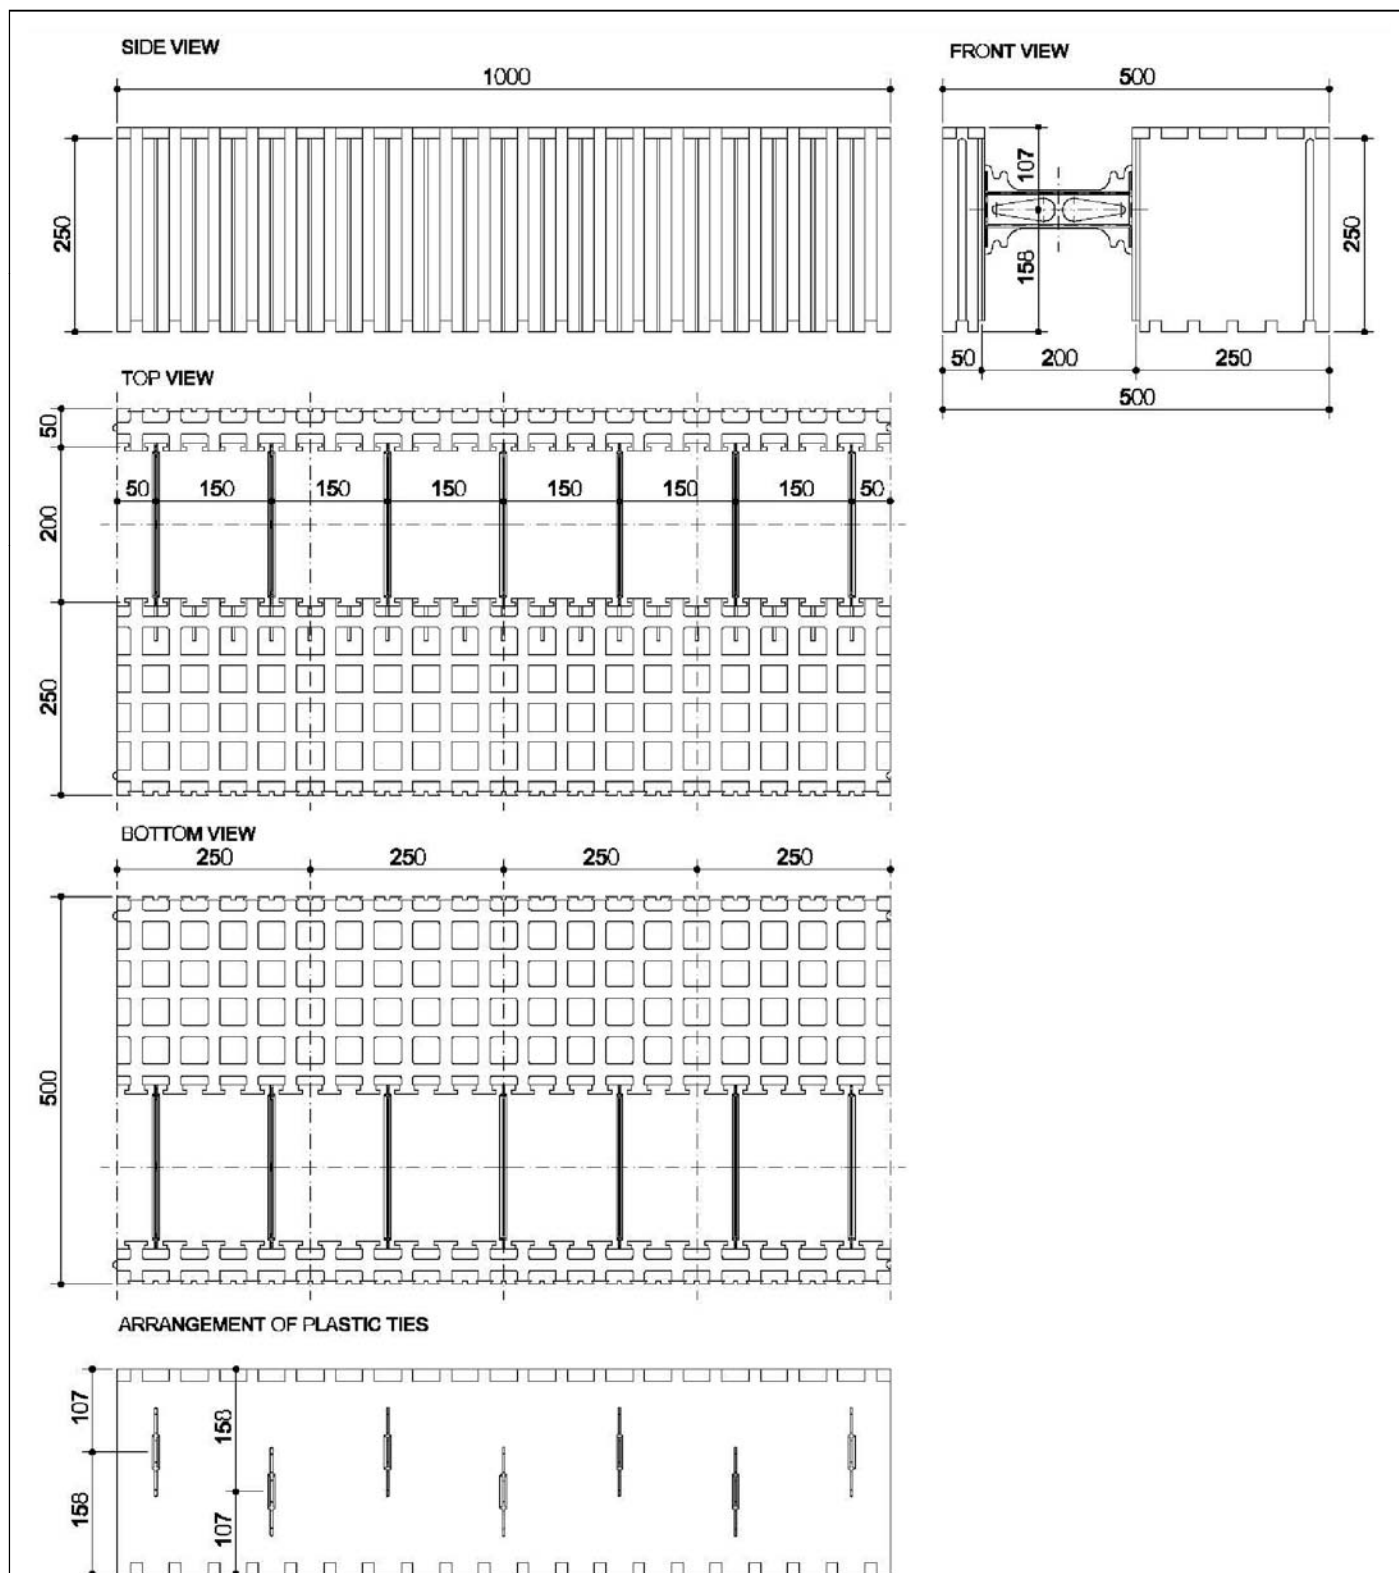 SIDE VIEW
1000
250
FRONT VIEW
500
107
158
250
50 200 250
500
TOP VIEW
50
200
250
50 150 150 150 150 150 150 50
BOTTOM VIEW
250 250 250 250
500
ARRANGEMENT OF PLASTIC TIES
107
158
158
107